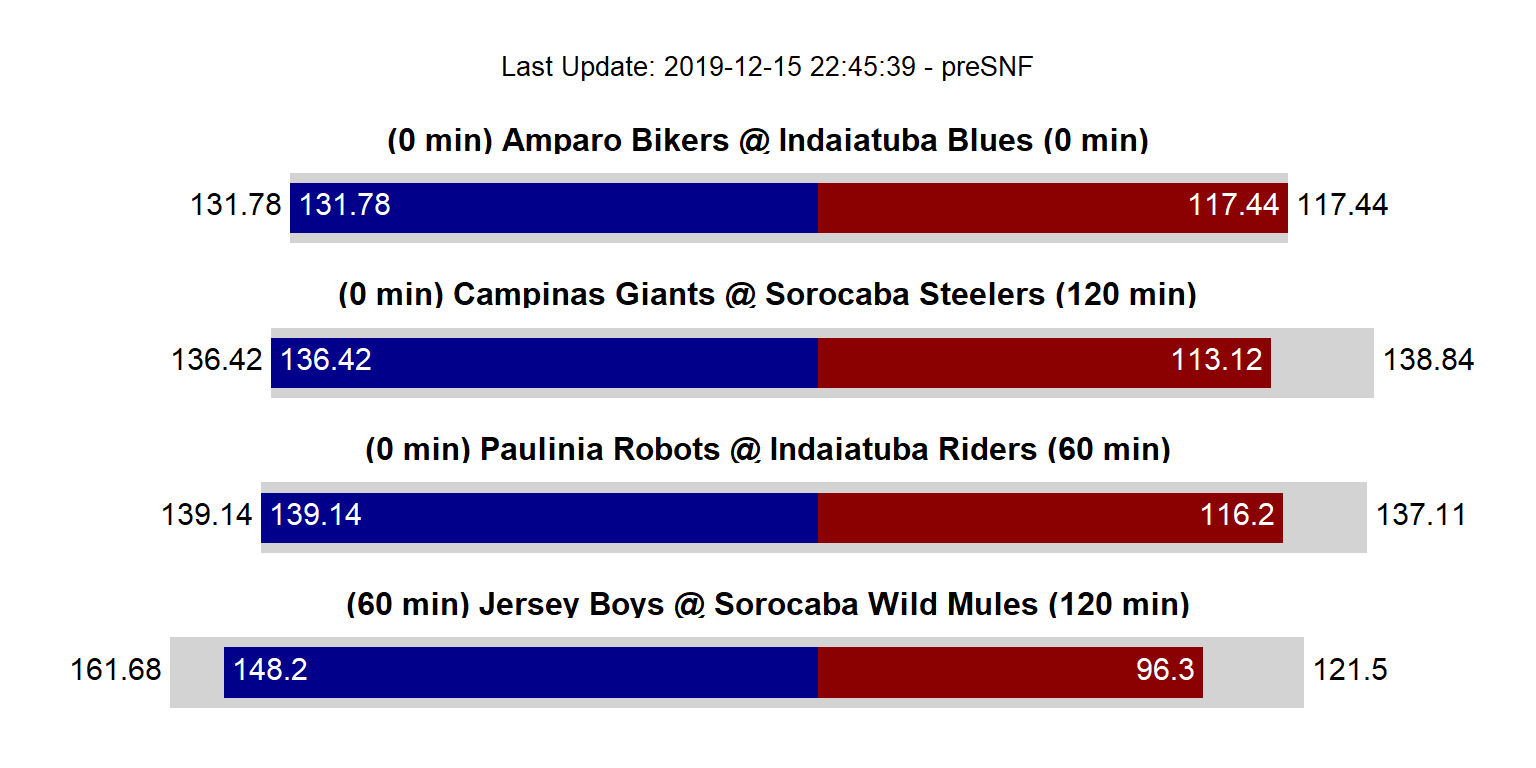 Last Update: 2019-12-15 22:45:39 - preSNF
(0 min) Amparo Bikers @ Indaiatuba Blues (0 min)
131.78 131.78 117.44 117.44
(0 min) Campinas Giants @ Sorocaba Steelers (120 min)
136.42 136.42 113.12 138.84
(0 min) Paulinia Robots @ Indaiatuba Riders (60 min)
139.14 139.14 116.2 137.11
(60 min) Jersey Boys @ Sorocaba Wild Mules (120 min)
161.68 148.2 96.3 121.5